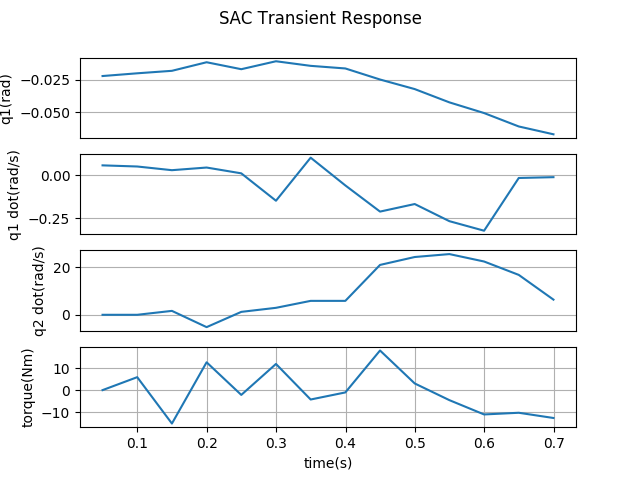 SAC Transient Response
q1(rad)
−0.025
−0.050
q1 dot(rad/s)
0.00
−0.25
q2 dot(rad/s)
20
0
torque(Nm)
10
0
−10
0.1 0.2 0.3 0.4 0.5 0.6 0.7
time(s)